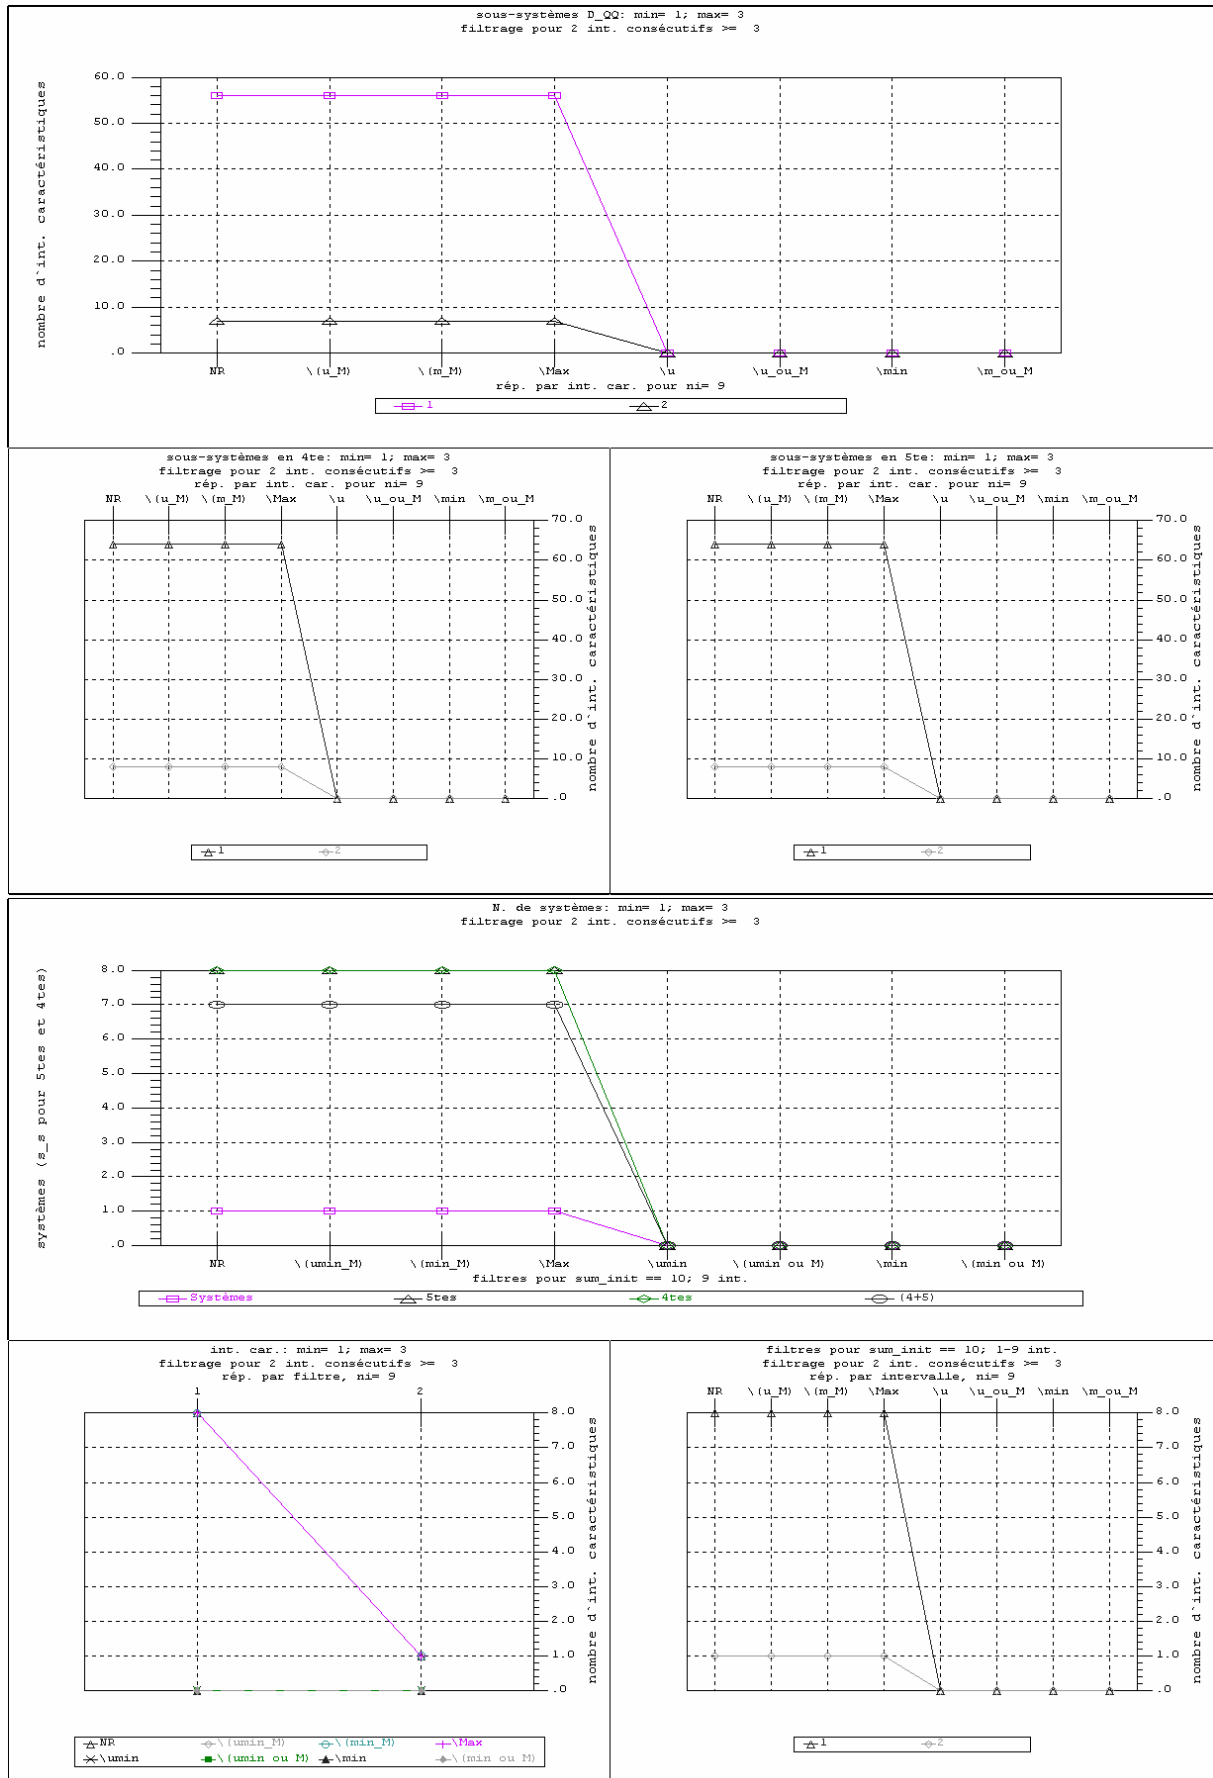 sous-systèmes D_QQ: min= 1; max= 3
filtrage pour 2 int. consécutifs >= 3
nombre d`int. caractéristiques
60.0
50.0
40.0
30.0
20.0
10.0
.0
NR \(u_M) \(m_M) \Max \u \u_ou_M \min \m_ou_M
rép. par int. car. pour ni= 9
1 2
sous-systèmes en 4te: min= 1; max= 3
filtrage pour 2 int. consécutifs >= 3
rép. par int. car. pour ni= 9
NR \(u_M) \(m_M) \Max \u \u_ou_M \min \m_ou_M
70.0
60.0
50.0
40.0
30.0
20.0
10.0
.0
nombre d`int. caractéristiques
1 2
sous-systèmes en 5te: min= 1; max= 3
filtrage pour 2 int. consécutifs >= 3
rép. par int. car. pour ni= 9
NR \(u_M) \(m_M) \Max \u \u_ou_M \min \m_ou_M
70.0
60.0
50.0
40.0
30.0
20.0
10.0
.0
nombre d`int. caractéristiques
1 2
N. de systèmes: min= 1; max= 3
filtrage pour 2 int. consécutifs >= 3
systèmes (s_s pour 5tes et 4tes)
8.0
7.0
6.0
5.0
4.0
3.0
2.0
1.0
.0
NR \(umin_M) \(min_M) \Max \umin \(umin ou M) \min \(min ou M)
filtres pour sum_init == 10; 9 int.
Systèmes 5tes 4tes (4+5)
int. car.: min= 1; max= 3
filtrage pour 2 int. consécutifs >= 3
rép. par filtre, ni= 9
1 2
8.0
7.0
6.0
5.0
4.0
3.0
2.0
1.0
.0
nombre d`int. caractéristiques
NR \(umin_M) \(min_M) \Max
\umin \(umin ou M) \min \(min ou M)
filtres pour sum_init == 10; 1-9 int.
filtrage pour 2 int. consécutifs >= 3
rép. par intervalle, ni= 9
NR \(u_M) \(m_M) \Max \u \u_ou_M \min \m_ou_M
8.0
7.0
6.0
5.0
4.0
3.0
2.0
1.0
.0
nombre d`int. caractéristiques
1 2